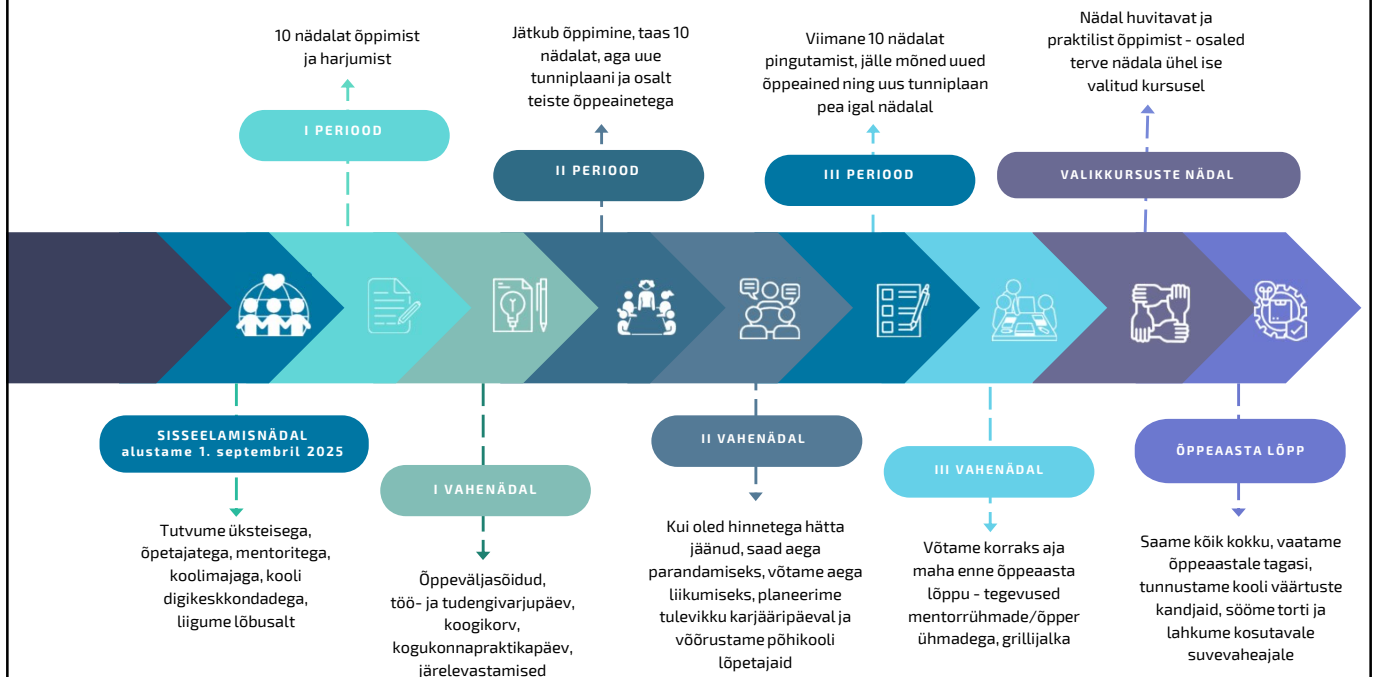 10 nädalat õppimist
ja harjumist
I PERIOOD
Jätkub õppimine, taas 10
nädalat, aga uue
tunniplaani ja osalt
teiste õppeainetega
II PERIOOD
Viimane 10 nädalat
pingutamist, jälle mõned uued
õppeained ning uus tunniplaan
pea igal nädalal
III PERIOOD
Nädal huvitavat ja
praktilist õppimist - osaled
terve nädala ühel ise
valitud kursusel
VALIKKURSUSTE NÄDAL
SISSEELAMISNÄDAL
alustame 1. septembril 2025
Tutvume üksteisega,
õpetajatega, mentoritega,
koolimajaga, kooli
digikeskkondadega,
liigume lõbusalt
I VAHENÄDAL
Õppeväljasõidud,
töö- ja tudengivarjupäev,
koogikorv,
kogukonnapraktikapäev,
järelevastamised
II VAHENÄDAL
Kui oled hinnetega hätta
jäänud, saad aega
parandamiseks, võtame aega
liikumiseks, planeerime
tulevikku karjääripäeval ja
võõrustame põhikooli
lõpetajaid
III VAHENÄDAL
Võtame korraks aja
maha enne õppeaasta
lõppu - tegevused
mentorrühmade/õpper
ühmadega, grillijalka
ÕPPEAASTA LÕPP
Saame kõik kokku, vaatame
õppeaastale tagasi,
tunnustame kooli väärtuste
kandjaid, sööme torti ja
lahkume kosutavale
suvevaheajale